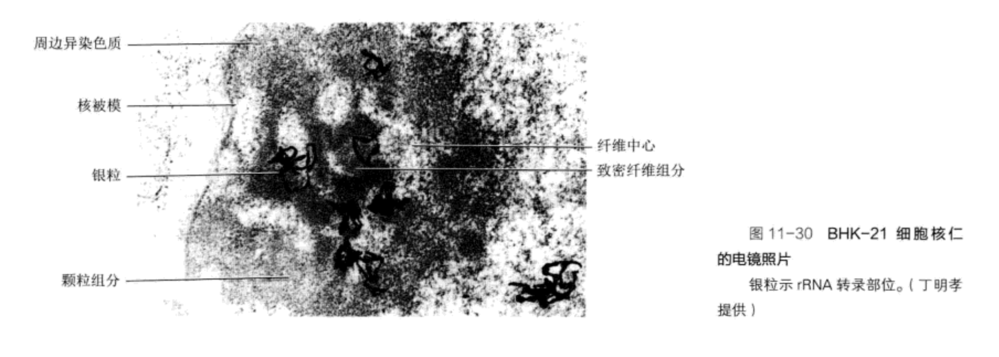 周边异染色质
核被模
银粒
颗粒组分
纤维中心
致密纤维组分
图 11-30 BHK-21 细胞核仁
的电镜照片
银粒示 rRNA 转录部位。（丁明孝
提供）